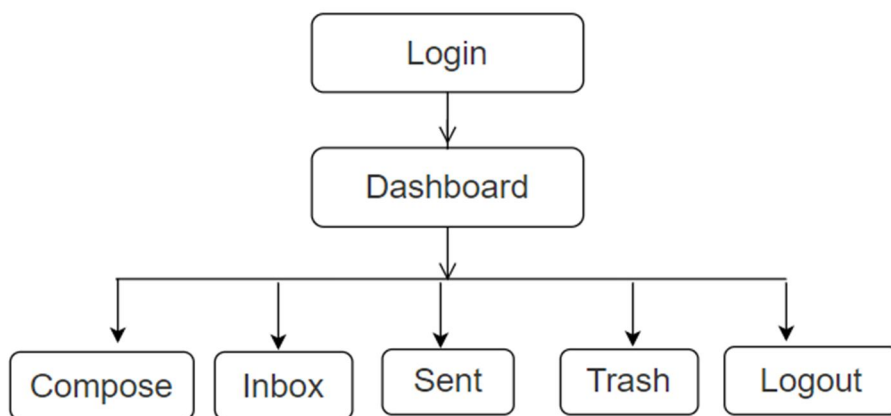 Login
Dashboard
Compose
Inbox
Sent
Trash
Logout